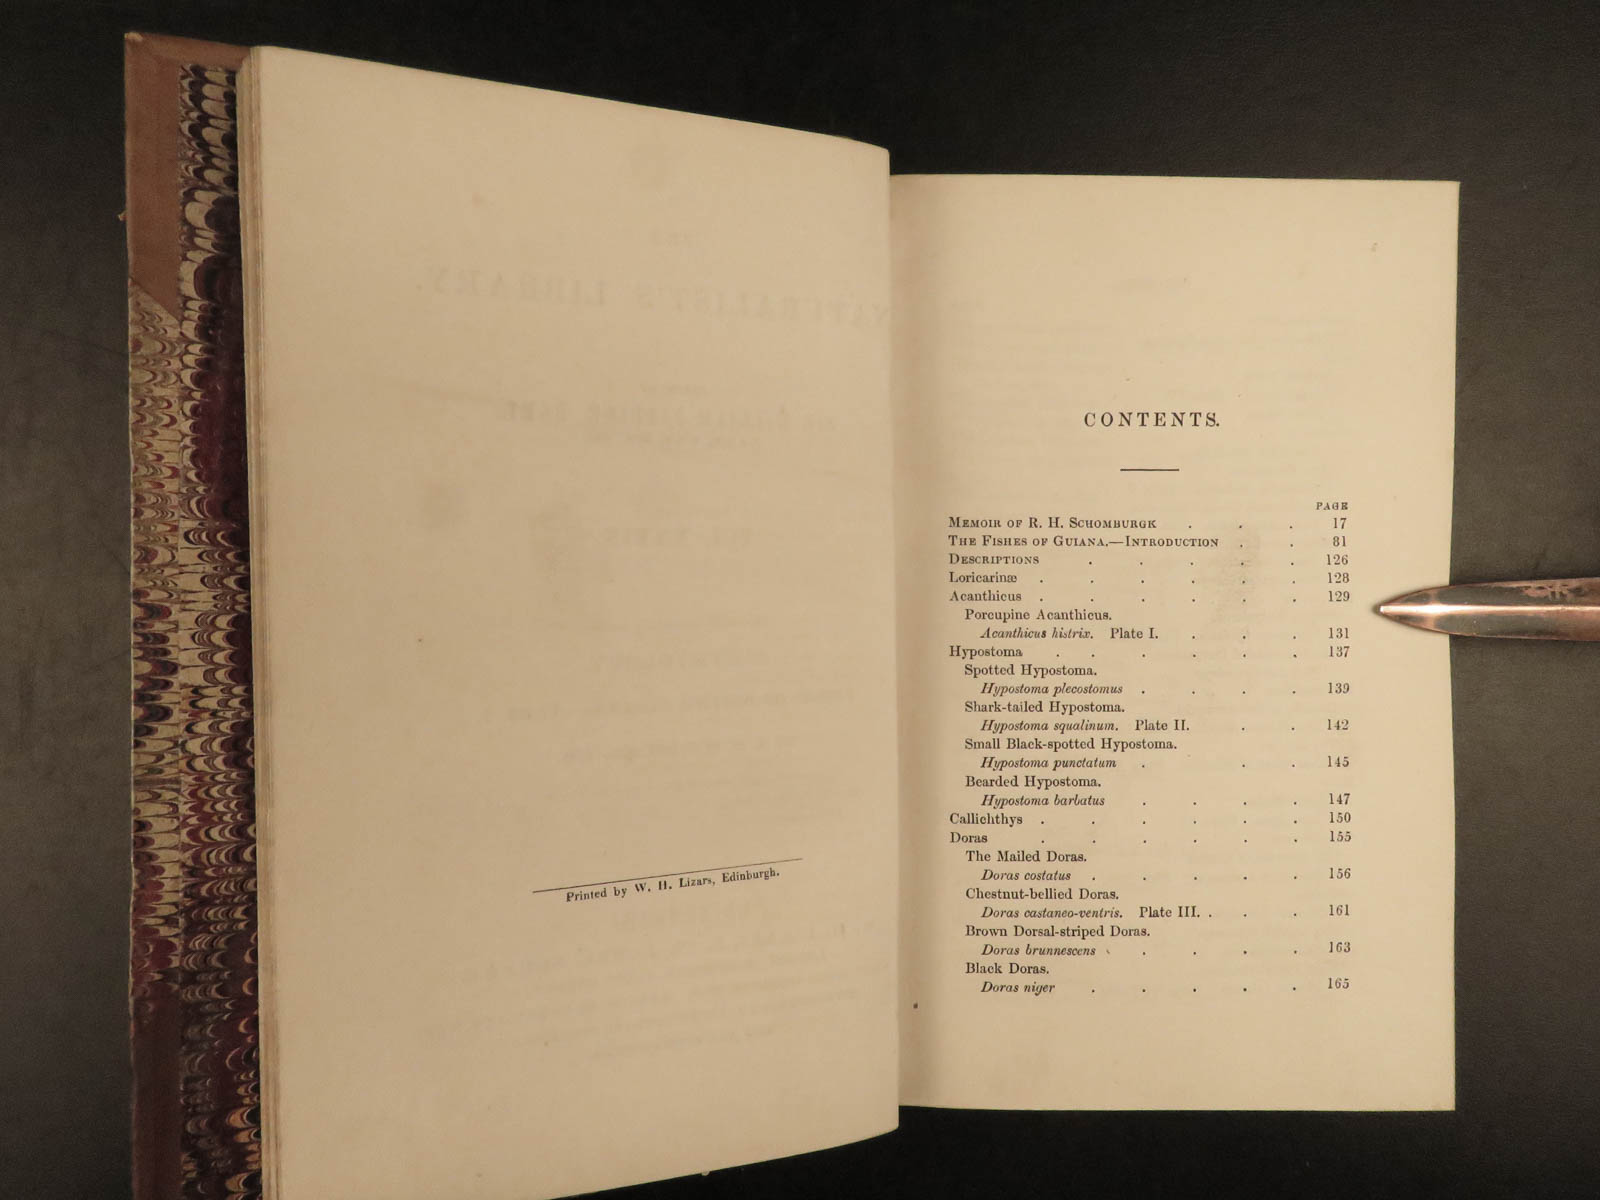 Printed by W. H. Lizars, Edinburgh.
CONTENTS.
PAGE
MEMOIR OF R. H. SCHOMBURGK . . . 17
THE FISHES OF GUIANA.—INTRODUCTION . . 81
DESCRIPTIONS . . . . . 126
Loricarinæ . . . . . . 128
Acanthicus . . . . . . 129
Porcupine Acanthicus.
Acanthicus histrix. Plate I. . . . 131
Hypostoma . . . . . . 137
Spotted Hypostoma.
Hypostoma plecostomus . . . . 139
Shark-tailed Hypostoma.
Hypostoma squalinum. Plate II. . . 142
Small Black-spotted Hypostoma.
Hypostoma punctatum . . . 145
Bearded Hypostoma.
Hypostoma barbatus . . . . 147
Callichthys . . . . . . 150
Doras . . . . . . 155
The Mailed Doras.
Doras costatus . . . . . 156
Chestnut-bellied Doras.
Doras castaneo-ventris. Plate III. . . . 161
Brown Dorsal-striped Doras.
Doras brunnescens . . . . 163
Black Doras.
Doras niger . . . . . 165